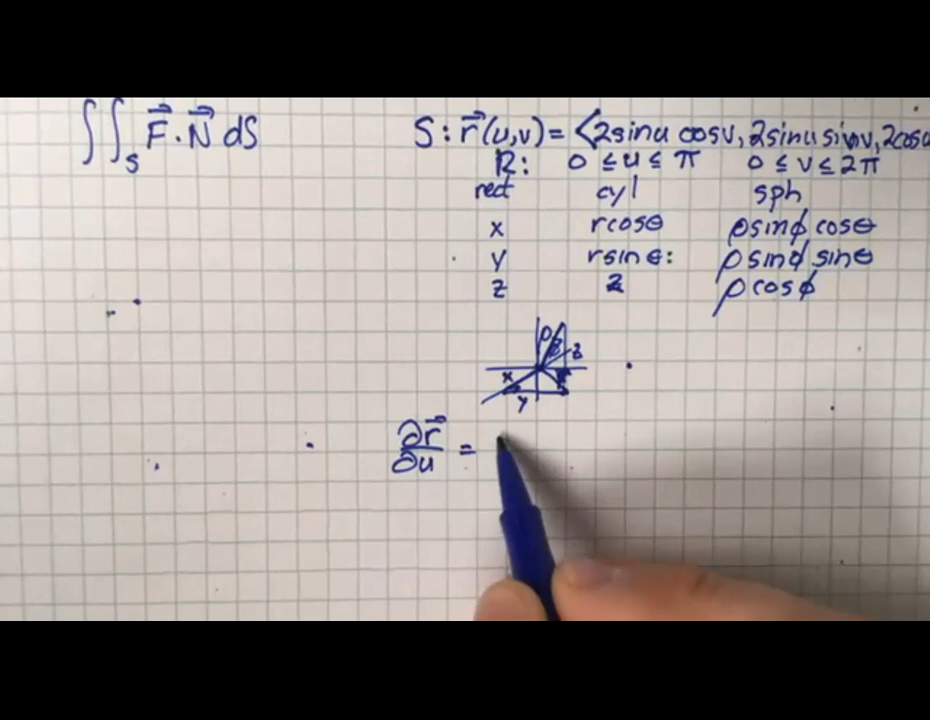 ∬_S F⃗ · N⃗ dS
S: r⃗(u,v) = ⟨2sinu cosv, 2sinu sinv, 2cosu
R: 0 ≤ u ≤ π 0 ≤ v ≤ 2π
rect cyl sph
x rcosθ ρsinϕ cosθ
y rsinθ: ρsinϕ sinθ
z z ρcosϕ
ρ
z
x
y
∂r⃗/∂u =